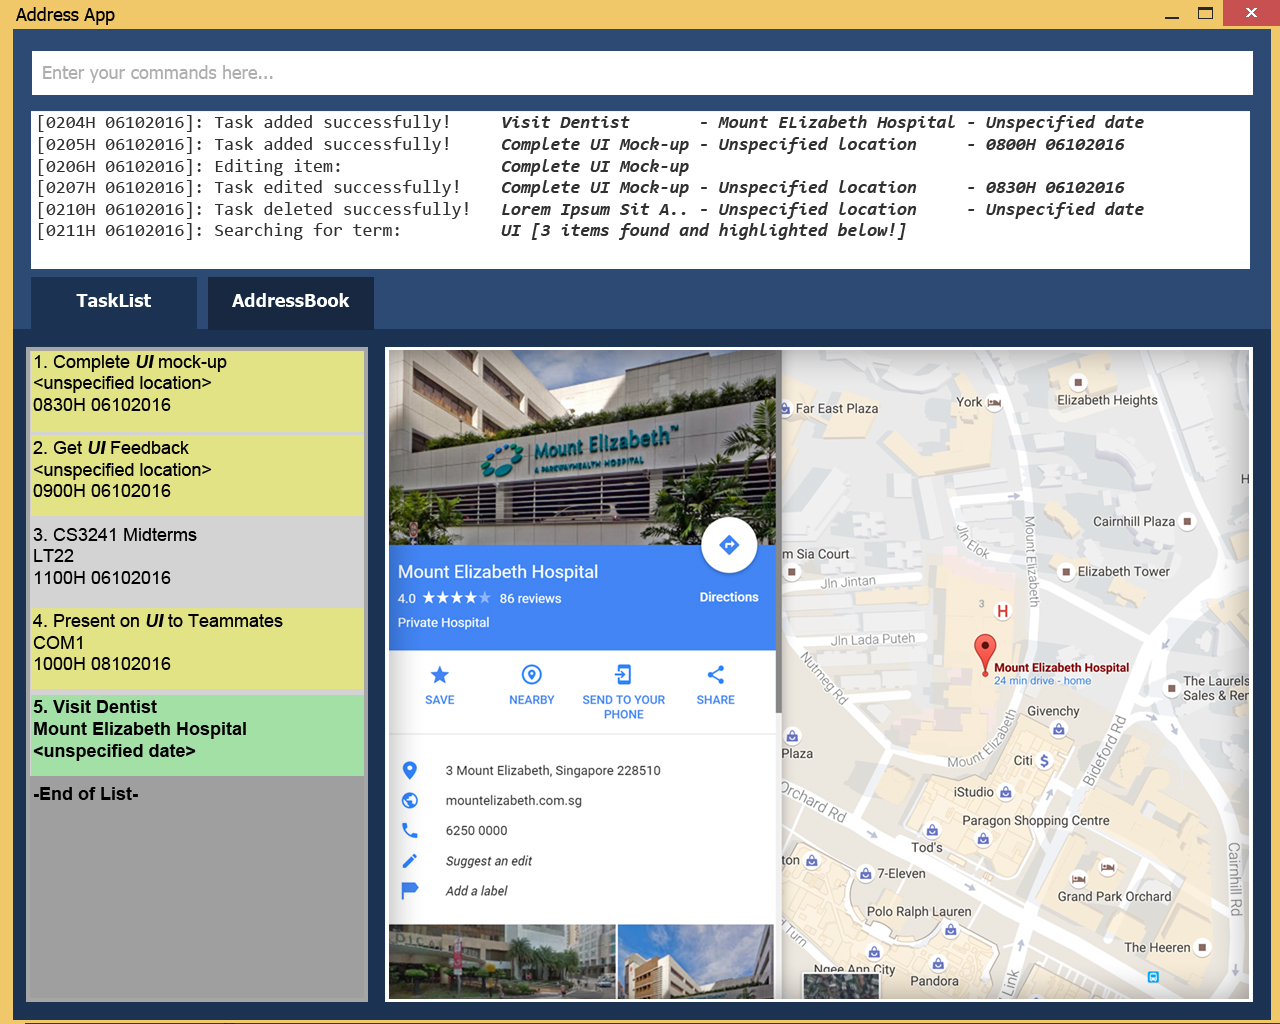 Address App
Enter your commands here...
[0204H 06102016]: Task added successfully! Visit Dentist - Mount ELizabeth Hospital - Unspecified date
[0205H 06102016]: Task added successfully! Complete UI Mock-up - Unspecified location - 0800H 06102016
[0206H 06102016]: Editing item: Complete UI Mock-up
[0207H 06102016]: Task edited successfully! Complete UI Mock-up - Unspecified location - 0830H 06102016
[0210H 06102016]: Task deleted successfully! Lorem Ipsum Sit A.. - Unspecified location - Unspecified date
[0211H 06102016]: Searching for term: UI [3 items found and highlighted below!]
TaskList
AddressBook
1. Complete UI mock-up
<unspecified location>
0830H 06102016
2. Get UI Feedback
<unspecified location>
0900H 06102016
3. CS3241 Midterms
LT22
1100H 06102016
4. Present on UI to Teammates
COM1
1000H 08102016
5. Visit Dentist
Mount Elizabeth Hospital
<unspecified date>
-End of List-
Mount Elizabeth™
A PARKWAYHEALTH HOSPITAL
Mount Elizabeth Hospital
4.0 86 reviews
Private Hospital
Directions
SAVE
NEARBY
SEND TO YOUR
PHONE
SHARE
3 Mount Elizabeth, Singapore 228510
mountelizabeth.com.sg
6250 0000
Suggest an edit
Add a label
York
Elizabeth Heights
Far East Plaza
H
Cairnhill Plaza
Jln Elok
Mount Elizabeth
m Sia Court
Elizabeth Tower
Jln Jintan
3
H
Jln Lada Puteh
Mount Elizabeth Hospital
24 min drive - home
Nutmeg Rd
The Laurels
Sales & Rer
Givenchy
Bideford Rd
Plaza
Mount Elizabeth
Citi
$
Orchard Rd
iStudio
Paragon Shopping Centre
Tod's
ton
7-Eleven
Cairnhill Rd
Grand Park Orchard
Polo Ralph Lauren
Turn
The Heeren
Ngee Ann City
Pandora
Link